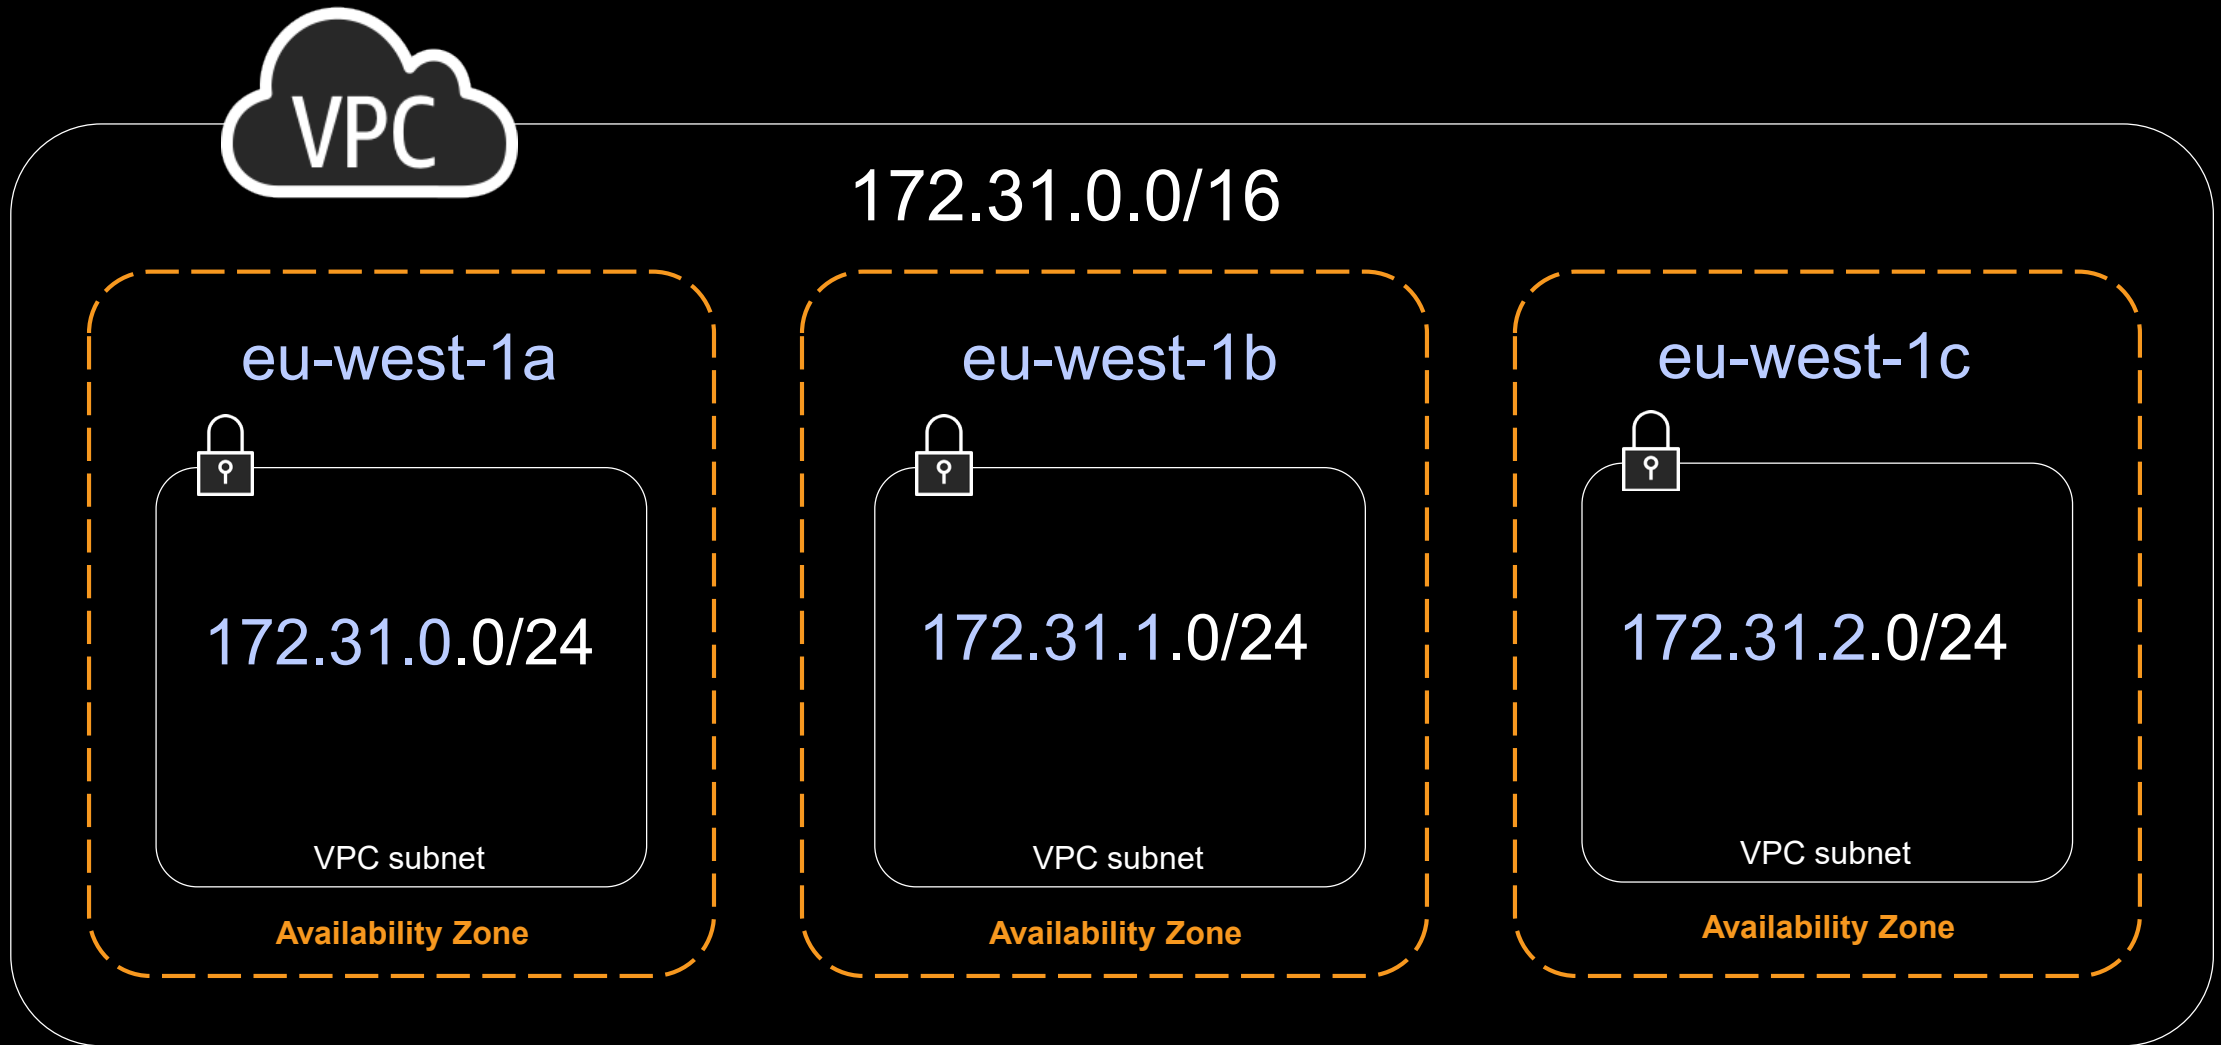 VPC
172.31.0.0/16
eu-west-1a
172.31.0.0/24
VPC subnet
Availability Zone
eu-west-1b
172.31.1.0/24
VPC subnet
Availability Zone
eu-west-1c
172.31.2.0/24
VPC subnet
Availability Zone